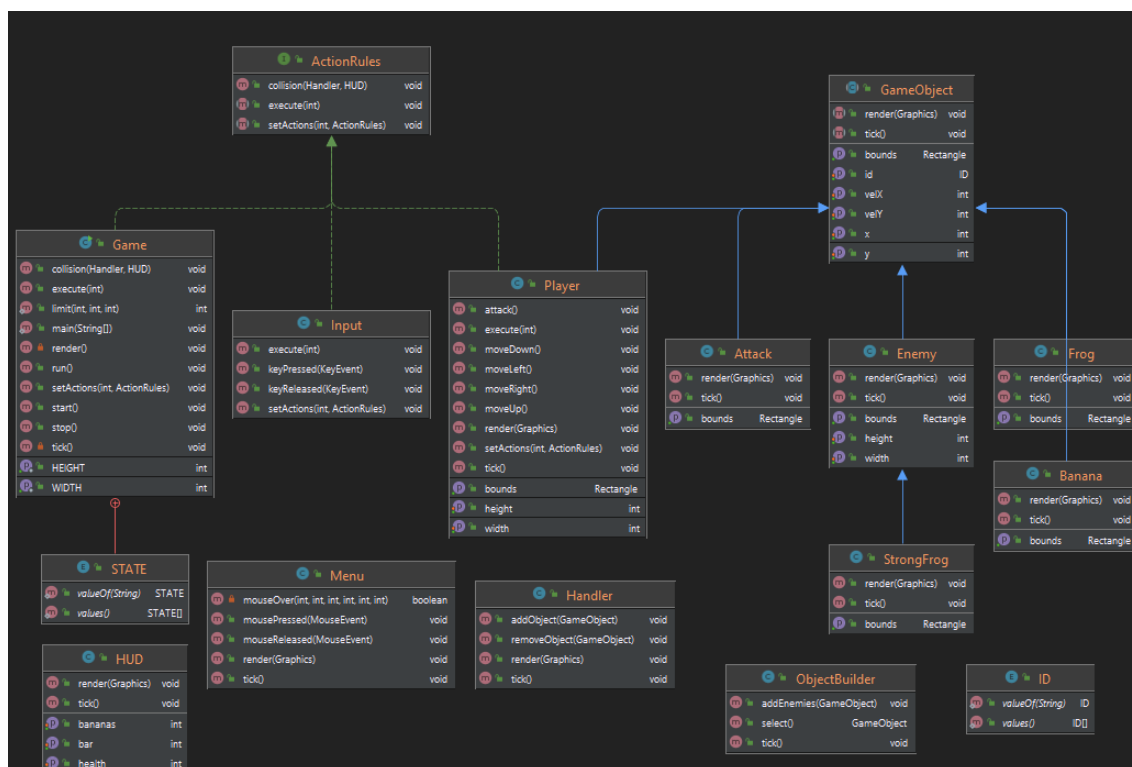 ActionRules
collision(Handler, HUD) void
execute(int) void
setActions(int, ActionRules) void
GameObject
render(Graphics) void
tick() void
bounds Rectangle
id ID
velX int
velY int
x int
y int
Game
collision(Handler, HUD) void
execute(int) void
limit(int, int, int) int
main(String[]) void
render() void
run() void
setActions(int, ActionRules) void
start() void
stop() void
tick() void
HEIGHT int
WIDTH int
Input
execute(int) void
keyPressed(KeyEvent) void
keyReleased(KeyEvent) void
setActions(int, ActionRules) void
Player
attack() void
execute(int) void
moveDown() void
moveLeft() void
moveRight() void
moveUp() void
render(Graphics) void
setActions(int, ActionRules) void
tick() void
bounds Rectangle
height int
width int
Attack
render(Graphics) void
tick() void
bounds Rectangle
Enemy
render(Graphics) void
tick() void
bounds Rectangle
height int
width int
Frog
render(Graphics) void
tick() void
bounds Rectangle
Banana
render(Graphics) void
tick() void
bounds Rectangle
StrongFrog
render(Graphics) void
tick() void
bounds Rectangle
STATE
valueOf(String) STATE
values() STATE[]
Menu
mouseOver(int, int, int, int, int, int) boolean
mousePressed(MouseEvent) void
mouseReleased(MouseEvent) void
render(Graphics) void
tick() void
Handler
addObject(GameObject) void
removeObject(GameObject) void
render(Graphics) void
tick() void
HUD
render(Graphics) void
tick() void
bananas int
bar int
health int
ObjectBuilder
addEnemies(GameObject) void
select() GameObject
tick() void
ID
valueOf(String) ID
values() ID[]